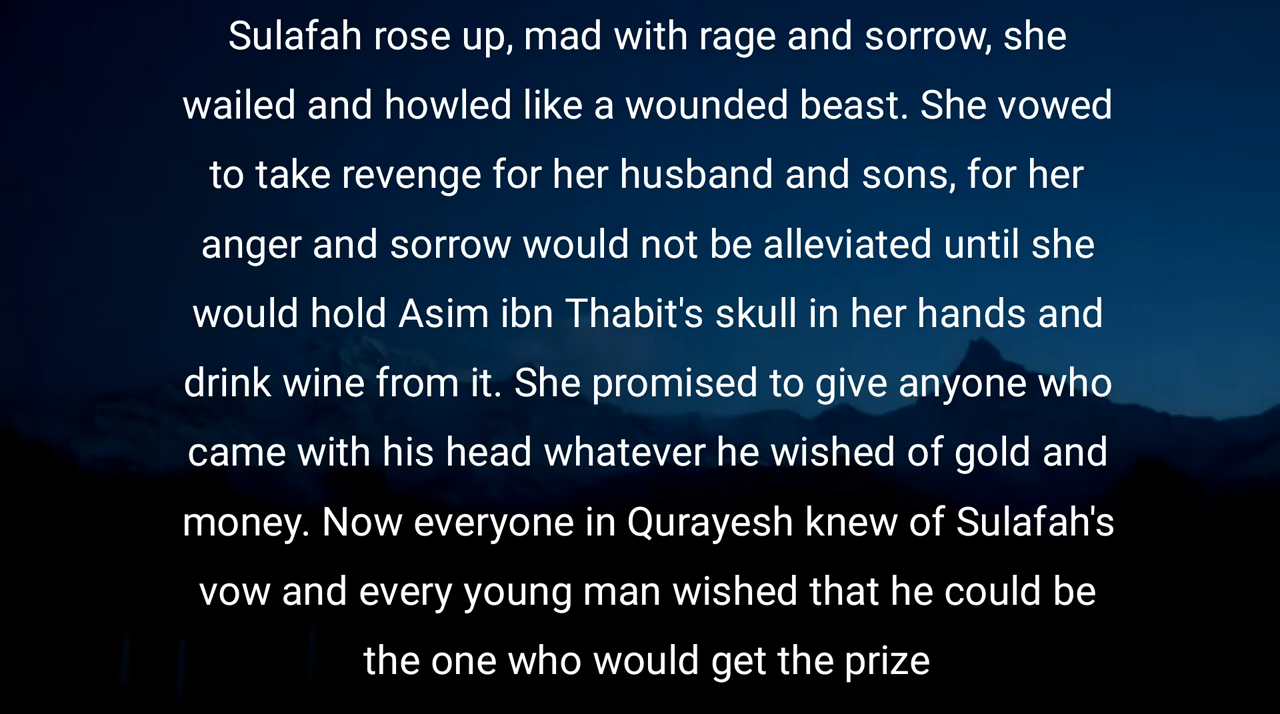 Sulafah rose up, mad with rage and sorrow, she
wailed and howled like a wounded beast. She vowed
to take revenge for her husband and sons, for her
anger and sorrow would not be alleviated until she
would hold Asim ibn Thabit's skull in her hands and
drink wine from it. She promised to give anyone who
came with his head whatever he wished of gold and
money. Now everyone in Qurayesh knew of Sulafah's
vow and every young man wished that he could be
the one who would get the prize